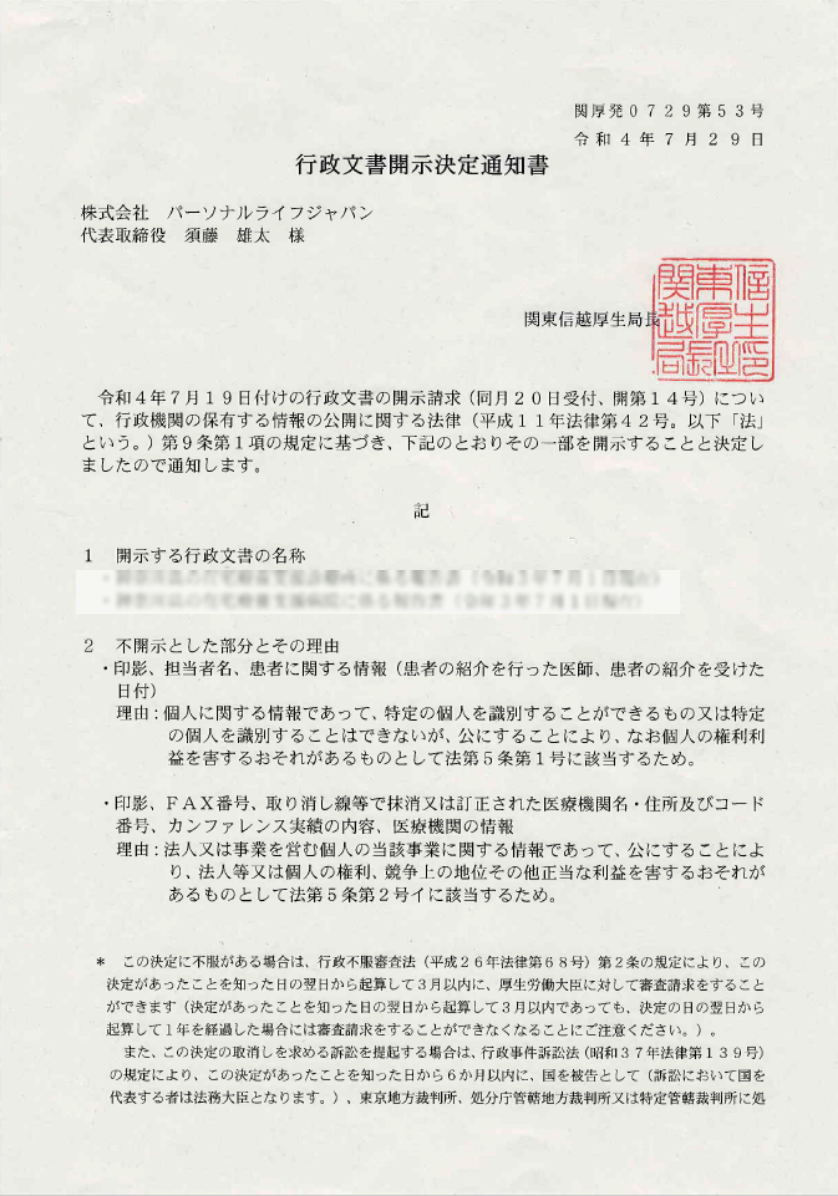 関厚発0729第53号
令和4年7月29日
行政文書開示決定通知書
株式会社 パーソナルライフジャパン
代表取締役 須藤 雄太 様
関東信越厚生局長
令和4年7月19日付けの行政文書の開示請求（同月20日受付、開第14号）につい
て、行政機関の保有する情報の公開に関する法律（平成11年法律第42号。以下「法」
という。）第9条第1項の規定に基づき、下記のとおりその一部を開示することと決定し
ましたので通知します。
記
1 開示する行政文書の名称
2 不開示とした部分とその理由
・印影、担当者名、患者に関する情報（患者の紹介を行った医師、患者の紹介を受けた
日付）
理由：個人に関する情報であって、特定の個人を識別することができるもの又は特定
の個人を識別することはできないが、公にすることにより、なお個人の権利利
益を害するおそれがあるものとして法第5条第1号に該当するため。
・印影、ＦＡＸ番号、取り消し線等で抹消又は訂正された医療機関名・住所及びコード
番号、カンファレンス実績の内容、医療機関の情報
理由：法人又は事業を営む個人の当該事業に関する情報であって、公にすることによ
り、法人等又は個人の権利、競争上の地位その他正当な利益を害するおそれが
あるものとして法第5条第2号イに該当するため。
＊ この決定に不服がある場合は、行政不服審査法（平成26年法律第68号）第2条の規定により、この
決定があったことを知った日の翌日から起算して3月以内に、厚生労働大臣に対して審査請求をすること
ができます（決定があったことを知った日の翌日から起算して3月以内であっても、決定の日の翌日から
起算して1年を経過した場合には審査請求をすることができなくなることにご注意ください。）。
また、この決定の取消しを求める訴訟を提起する場合は、行政事件訴訟法（昭和37年法律第139号）
の規定により、この決定があったことを知った日から6か月以内に、国を被告として（訴訟において国を
代表する者は法務大臣となります。）、東京地方裁判所、処分庁管轄地方裁判所又は特定管轄裁判所に処